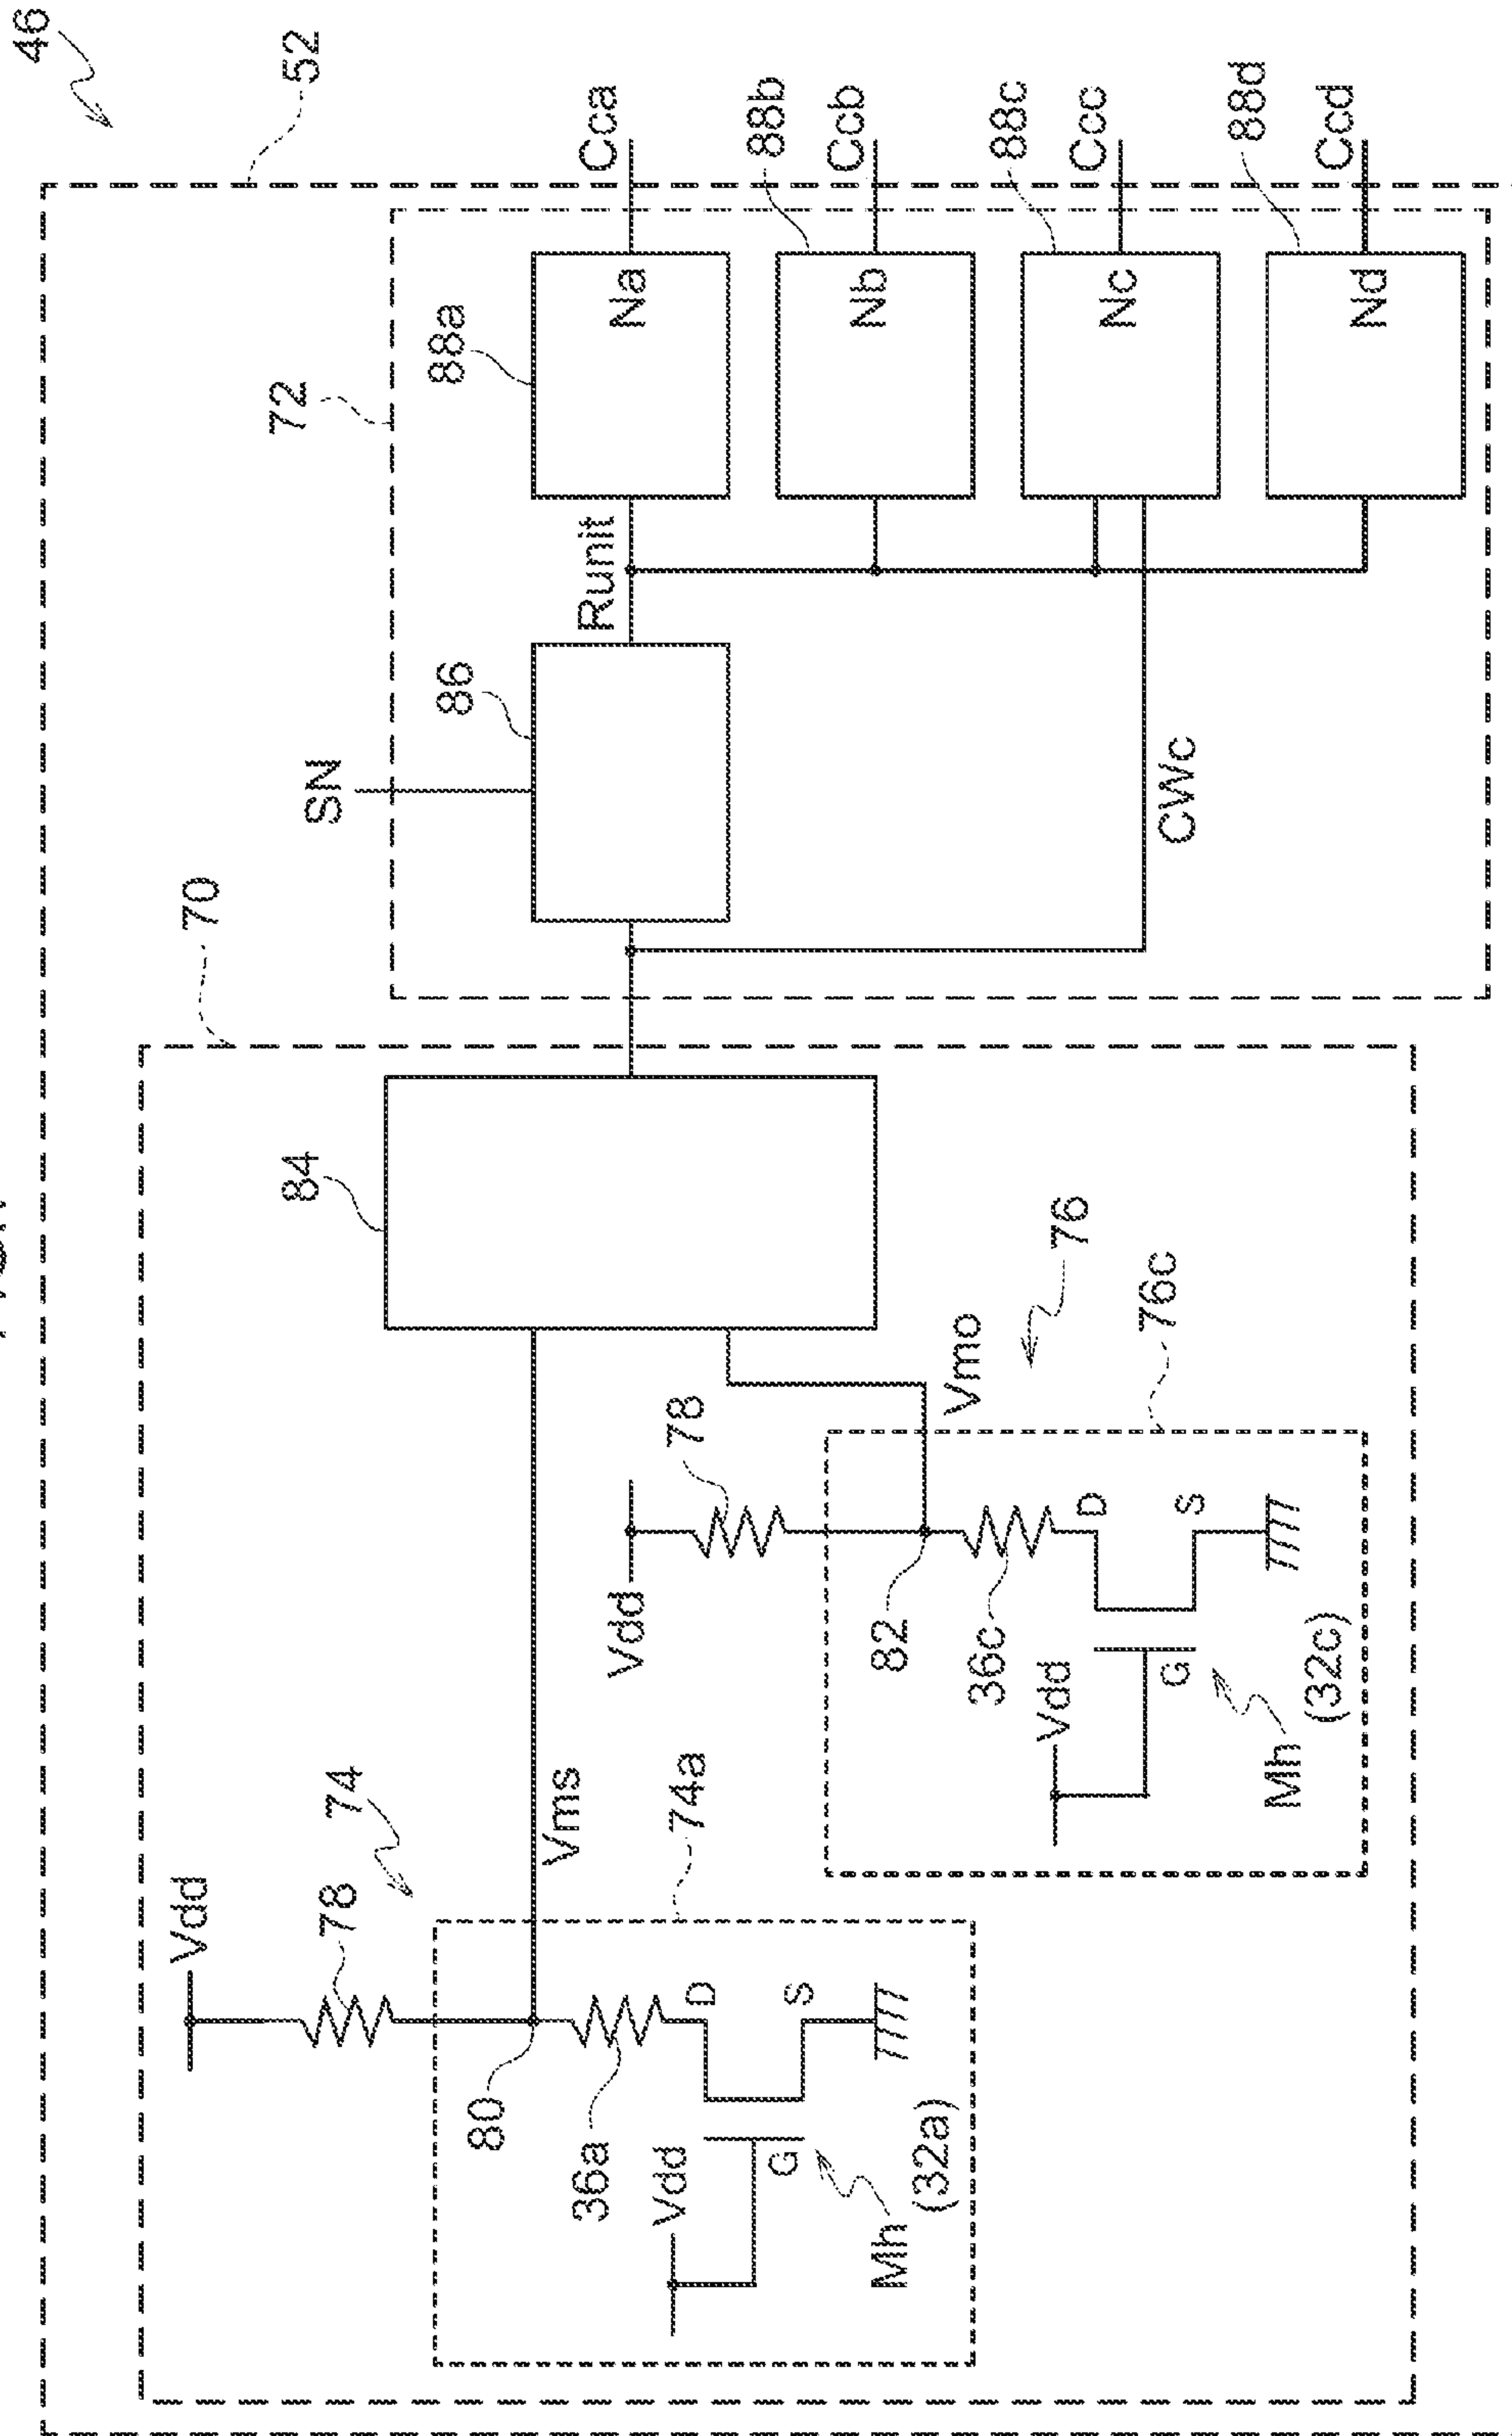 46
52
70
72
Vdd
78
74
84
SN
86
88a
Runit
Na
Cca
80
Vms
36a
Vdd
D
G
S
Mh
(32a)
74a
Vdd
78
82
Vmo
76
36c
Vdd
D
G
S
Mh
(32c)
76c
CWc
Nb
88b
Ccb
Nc
88c
Ccc
Nd
88d
Ccd